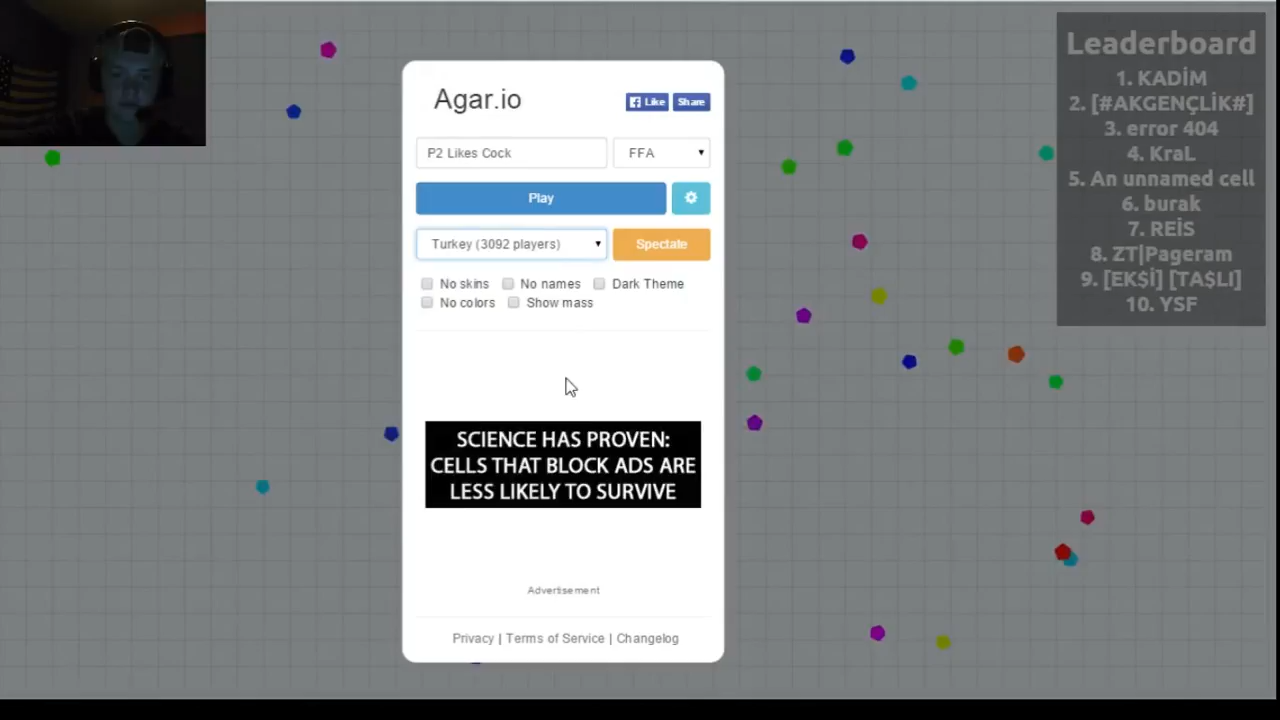 Agar.io
Like
Share
P2 Likes Cock
FFA
Play
Turkey (3092 players)
Spectate
No skins
No names
Dark Theme
No colors
Show mass
SCIENCE HAS PROVEN:
CELLS THAT BLOCK ADS ARE
LESS LIKELY TO SURVIVE
Advertisement
Privacy | Terms of Service | Changelog
Leaderboard
1. KADİM
2. [#AKGENÇLİK#]
3. error 404
4. KraL
5. An unnamed cell
6. burak
7. REİS
8. ZT|Pageram
9. [EK$İ] [TA$LI]
10. YSF